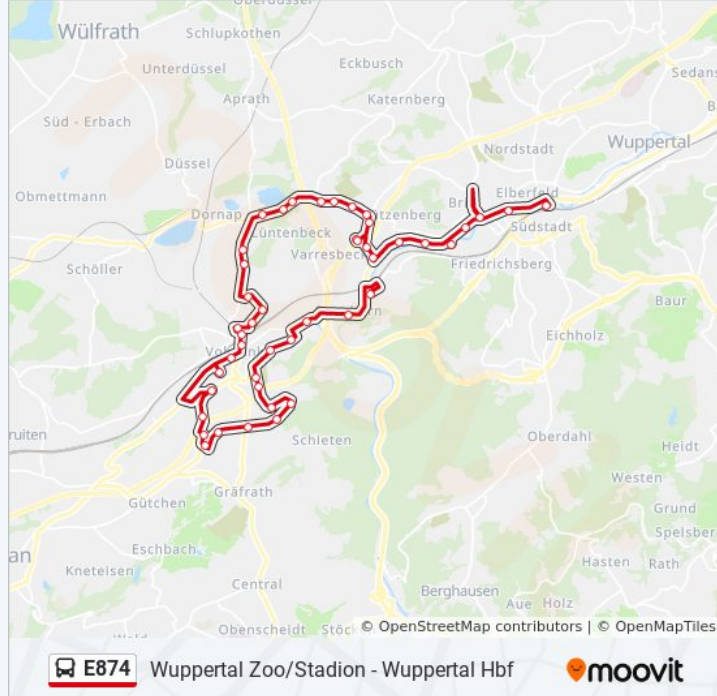 Oberdüssel
Wülfrath
Schlupkothen
Eckbusch
Unterdüssel
Sedans
Aprath
Katernberg
Süd - Erbach
Wuppertal
Nordstadt
Düssel
Obmettmann
Elberfeld
Dornap
Lüntenbeck
Südstadt
Varresbeck
Schöller
Friedrichsberg
Baur
Eichholz
Oberdahl
Heidt
Schieten
Westen
Gräfrath
Gütchen
Grund
Spelsberg
Eschbach
Hasten
Rath
Kneteisen
Central
Berghausen
Aue
Holz
Obenscheidt
© OpenStreetMap contributors | © OpenMapTiles
E874
Wuppertal Zoo/Stadion - Wuppertal Hbf
moovit